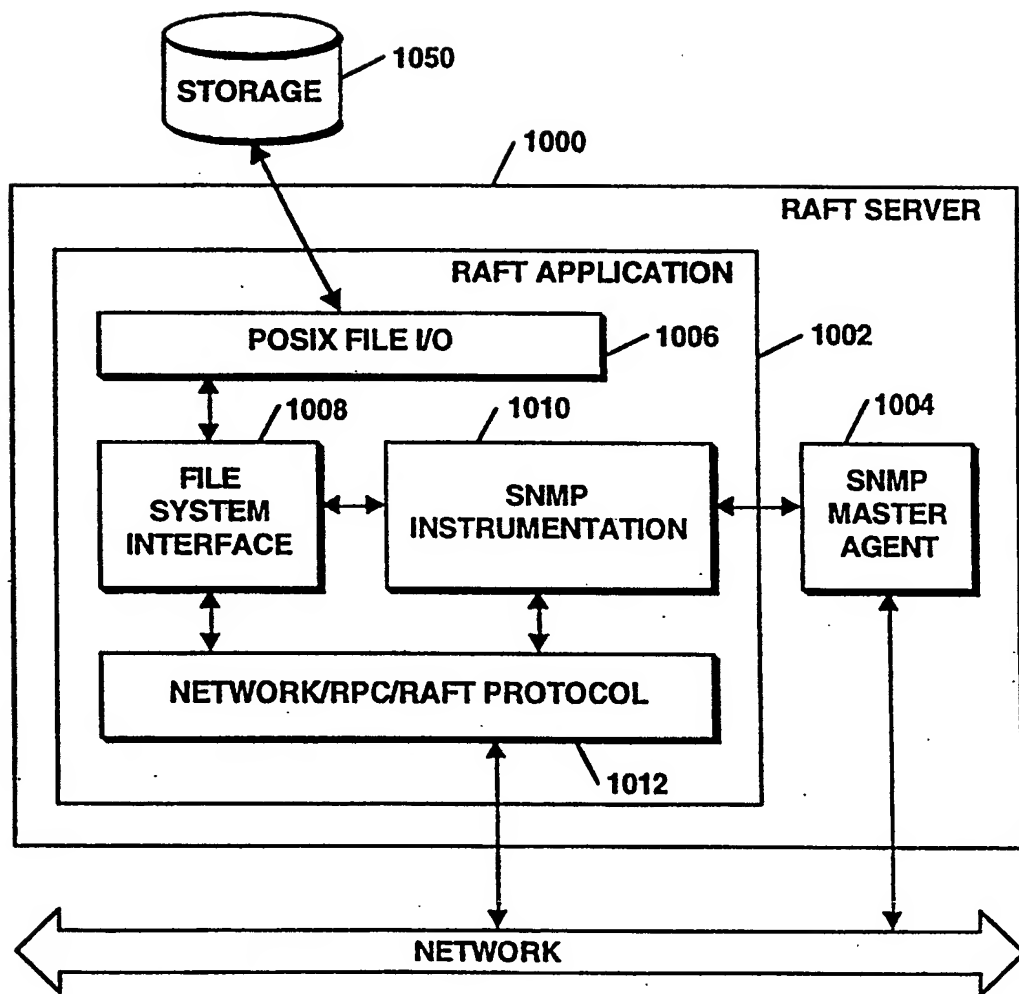 STORAGE
1050
1000
RAFT SERVER
RAFT APPLICATION
POSIX FILE I/O
1006
1002
1008
1010
1004
FILE
SYSTEM
INTERFACE
SNMP
INSTRUMENTATION
SNMP
MASTER
AGENT
NETWORK/RPC/RAFT PROTOCOL
1012
NETWORK